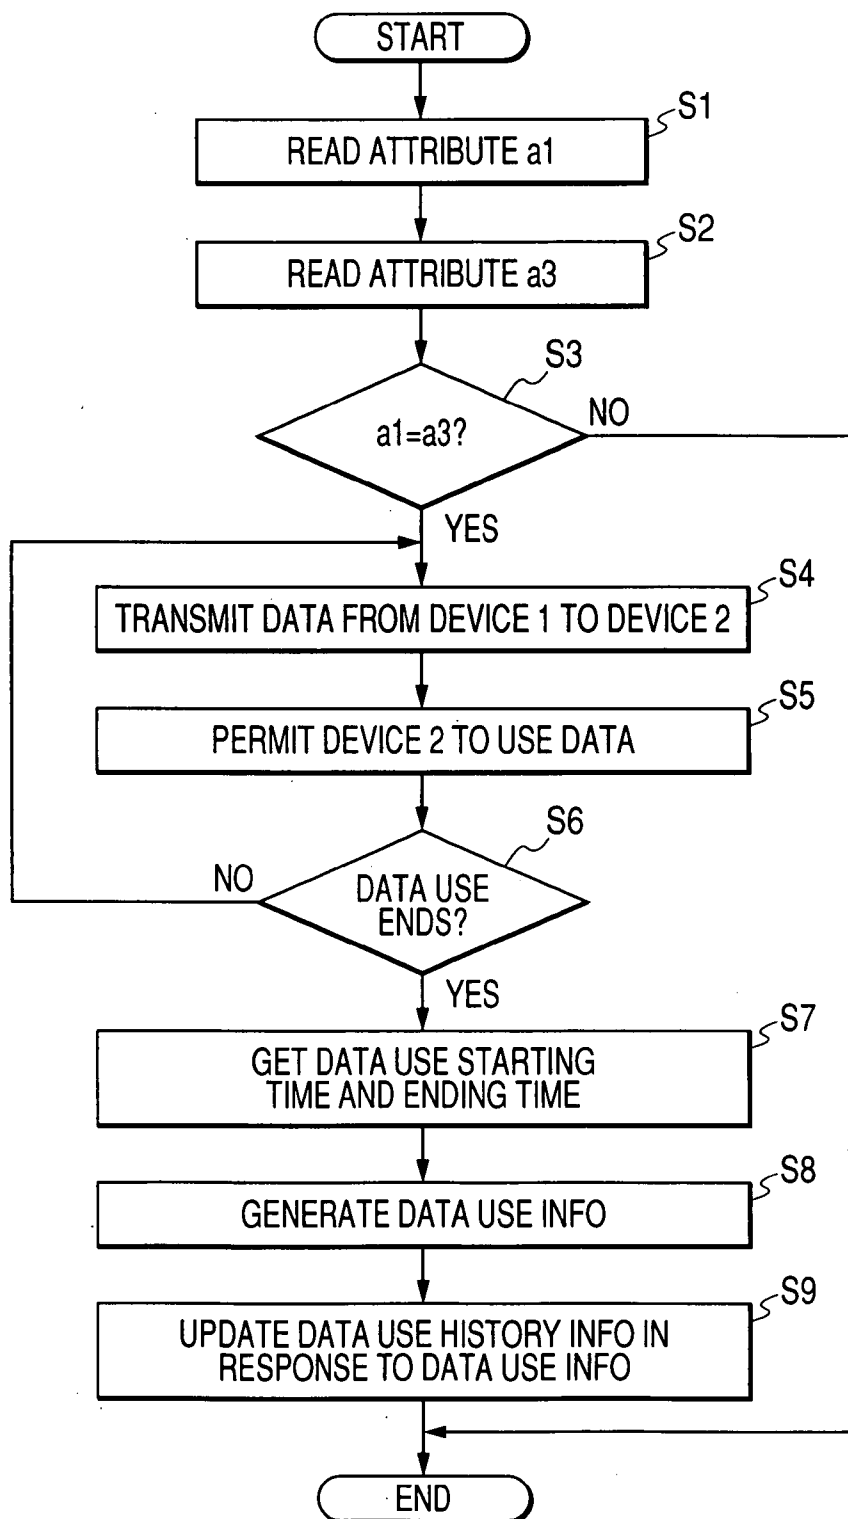 START
S1
READ ATTRIBUTE a1
S2
READ ATTRIBUTE a3
S3
a1=a3?
NO
YES
S4
TRANSMIT DATA FROM DEVICE 1 TO DEVICE 2
S5
PERMIT DEVICE 2 TO USE DATA
S6
NO
DATA USE
ENDS?
YES
S7
GET DATA USE STARTING
TIME AND ENDING TIME
S8
GENERATE DATA USE INFO
S9
UPDATE DATA USE HISTORY INFO IN
RESPONSE TO DATA USE INFO
END